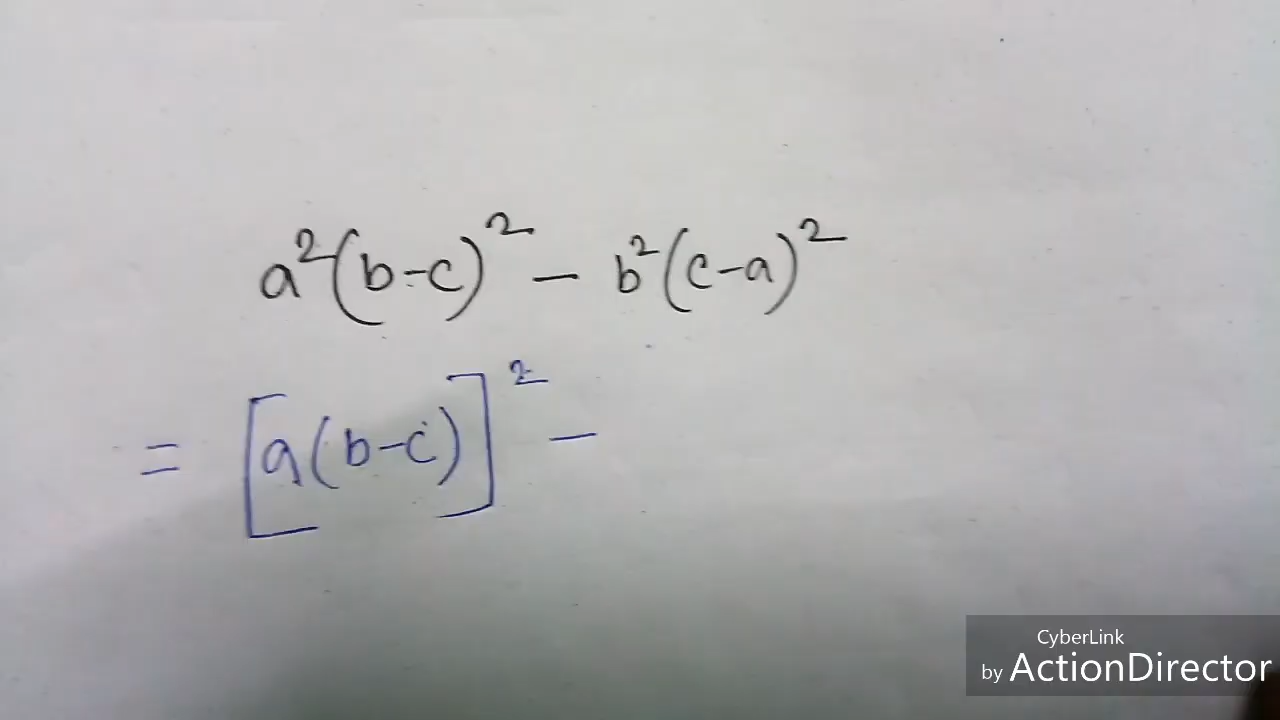 a²(b-c)² - b²(c-a)²
= [a(b-c)]² -
CyberLink
by ActionDirector